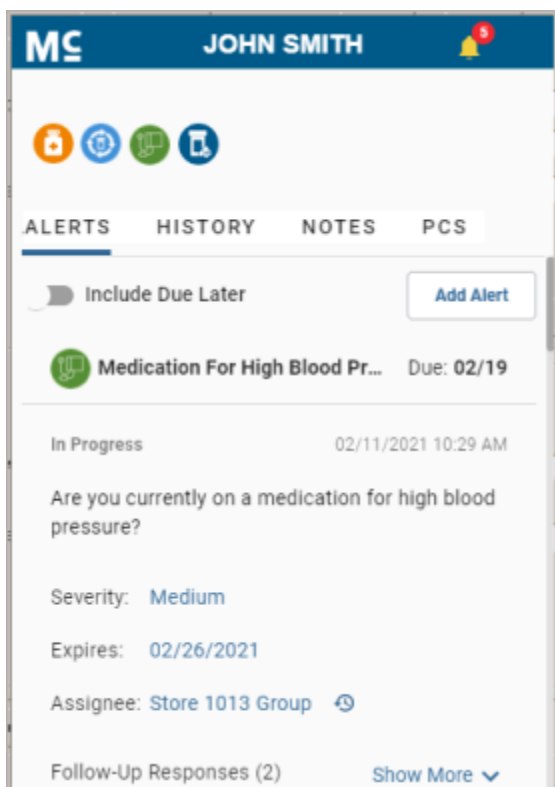 MC JOHN SMITH 5
ALERTS HISTORY NOTES PCS
Include Due Later Add Alert
Medication For High Blood Pr... Due: 02/19
In Progress 02/11/2021 10:29 AM
Are you currently on a medication for high blood
pressure?
Severity: Medium
Expires: 02/26/2021
Assignee: Store 1013 Group
Follow-Up Responses (2) Show More